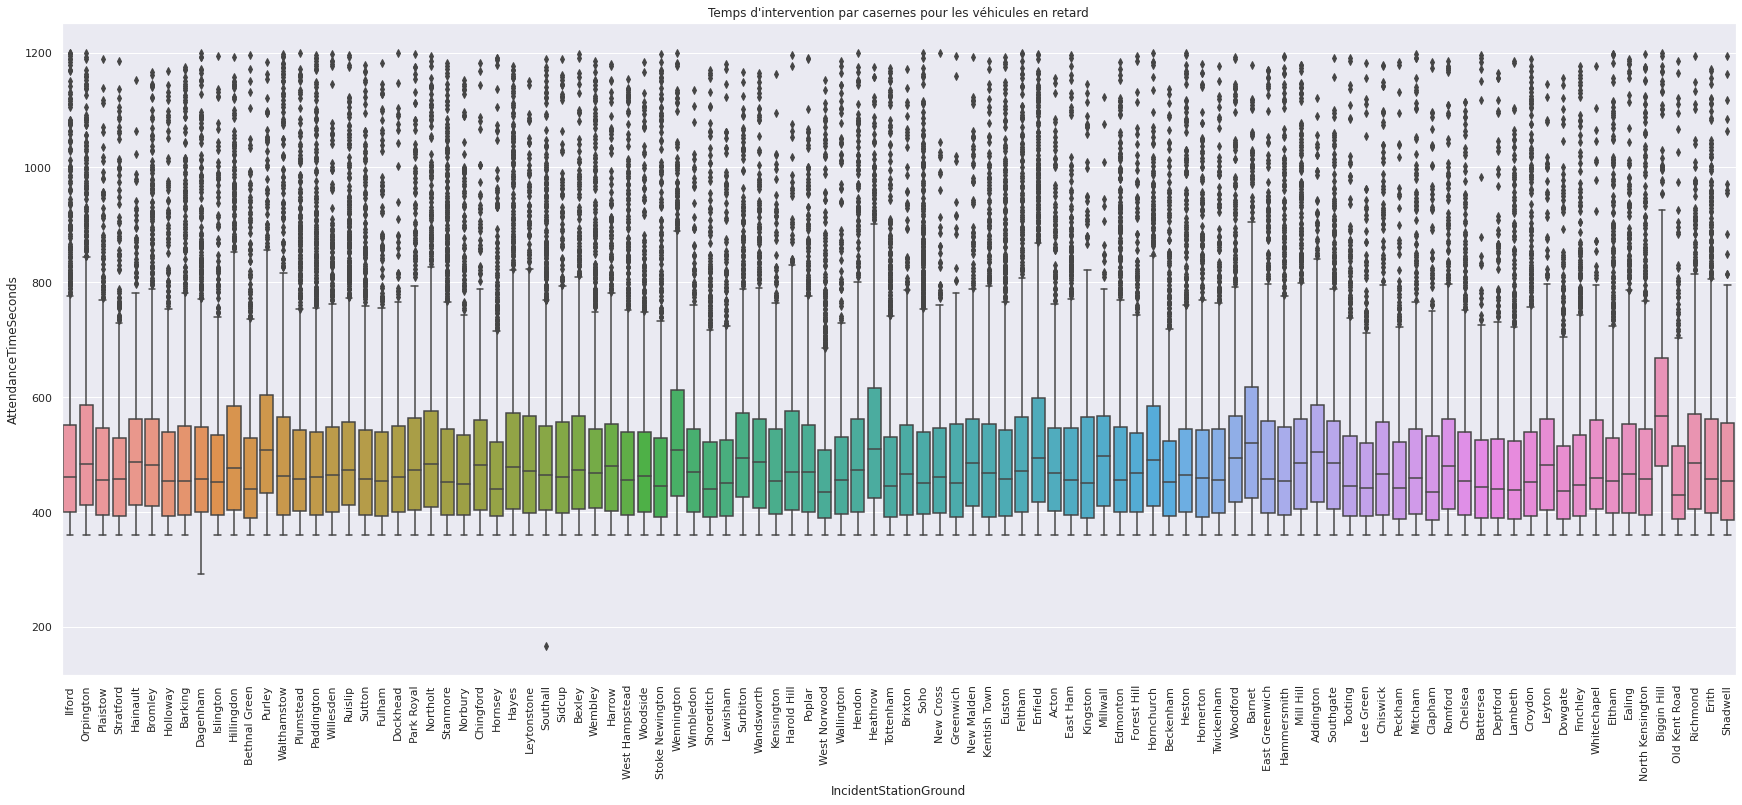 Temps d'intervention par casernes pour les véhicules en retard
1200
1000
800
600
400
200
AttendanceTimeSeconds
Ilford
Orpington
Plaistow
Stratford
Hainault
Bromley
Holloway
Barking
Dagenham
Islington
Hillingdon
Bethnal Green
Purley
Walthamstow
Plumstead
Paddington
Willesden
Ruislip
Sutton
Fulham
Dockhead
Park Royal
Northolt
Stanmore
Norbury
Chingford
Hornsey
Hayes
Leytonstone
Southall
Sidcup
Bexley
Wembley
Harrow
West Hampstead
Woodside
Stoke Newington
Wennington
Wimbledon
Shoreditch
Lewisham
Surbiton
Wandsworth
Kensington
Harold Hill
Poplar
West Norwood
Wallington
Hendon
Heathrow
Tottenham
Brixton
Soho
New Cross
Greenwich
New Malden
Kentish Town
Euston
Feltham
Enfield
Acton
East Ham
Kingston
Millwall
Edmonton
Forest Hill
Hornchurch
Beckenham
Heston
Homerton
Twickenham
Woodford
Barnet
East Greenwich
Hammersmith
Mill Hill
Addington
Southgate
Tooting
Lee Green
Chiswick
Peckham
Mitcham
Clapham
Romford
Chelsea
Battersea
Deptford
Lambeth
Croydon
Leyton
Dowgate
Finchley
Whitechapel
Eltham
Ealing
North Kensington
Biggin Hill
Old Kent Road
Richmond
Erith
Shadwell
IncidentStationGround